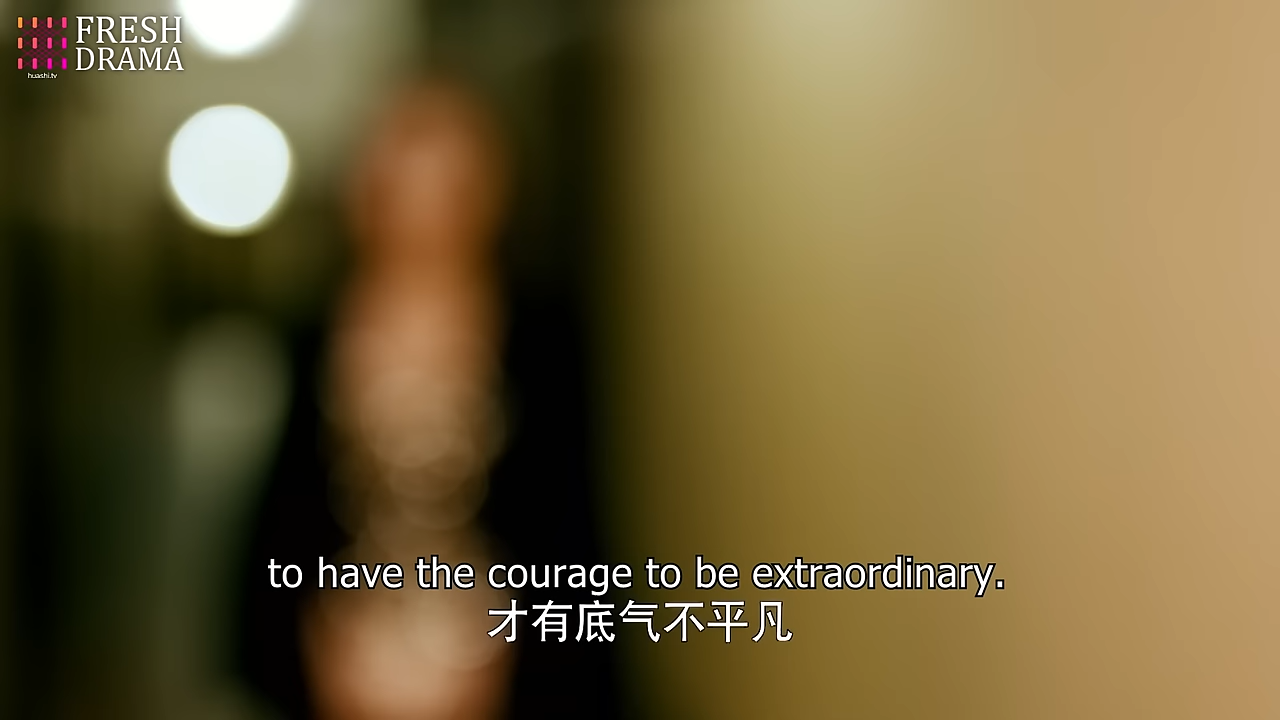 FRESH
DRAMA
huashi.tv
to have the courage to be extraordinary.
才有底气不平凡